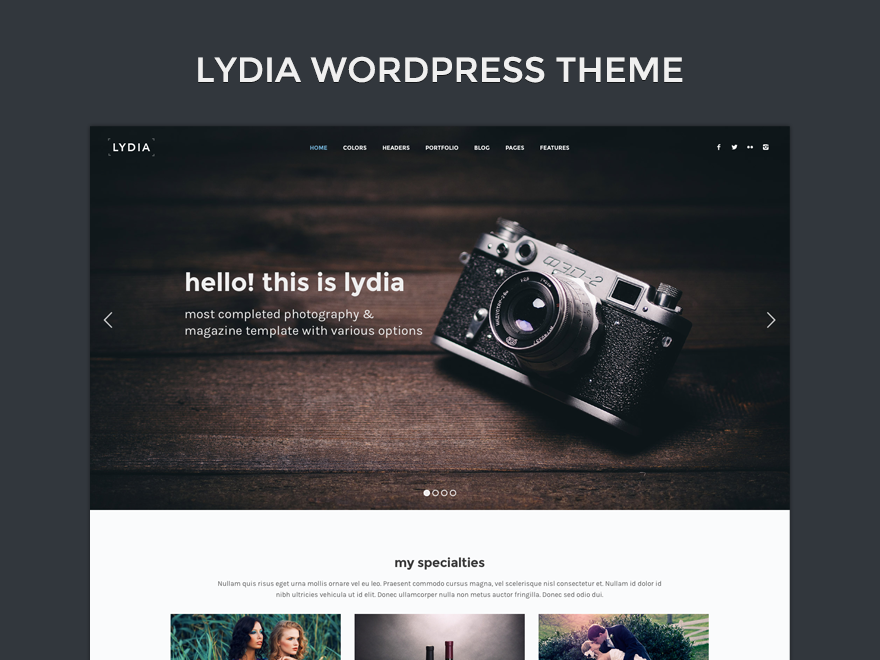 LYDIA WORDPRESS THEME
LYDIA
HOME COLORS HEADERS PORTFOLIO BLOG PAGES FEATURES
hello! this is lydia
most completed photography &
magazine template with various options
ФЭД-2
my specialties
Nullam quis risus eget urna mollis ornare vel eu leo. Praesent commodo cursus magna, vel scelerisque nisl consectetur et. Nullam id dolor id
nibh ultricies vehicula ut id elit. Donec ullamcorper nulla non metus auctor fringilla. Donec sed odio dui.